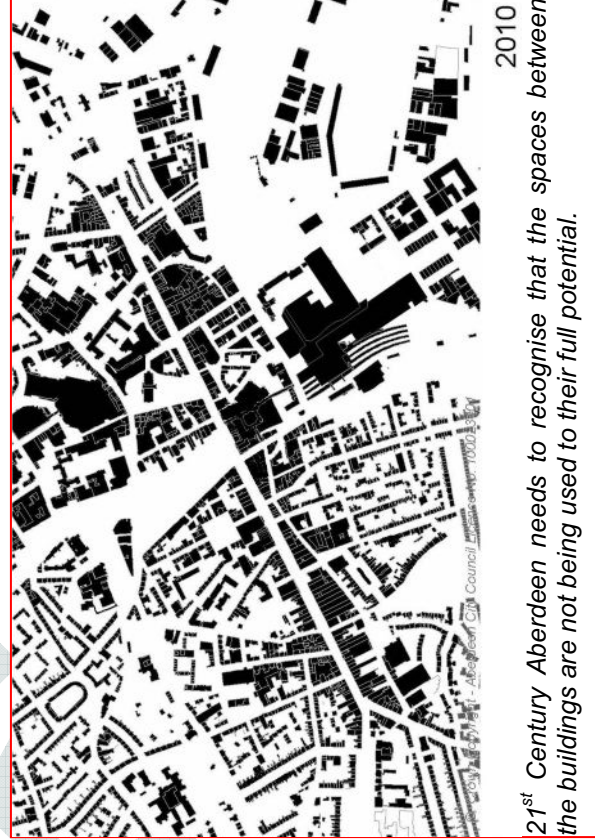 2010
21st Century Aberdeen needs to recognise that the spaces between
the buildings are not being used to their full potential.
Council